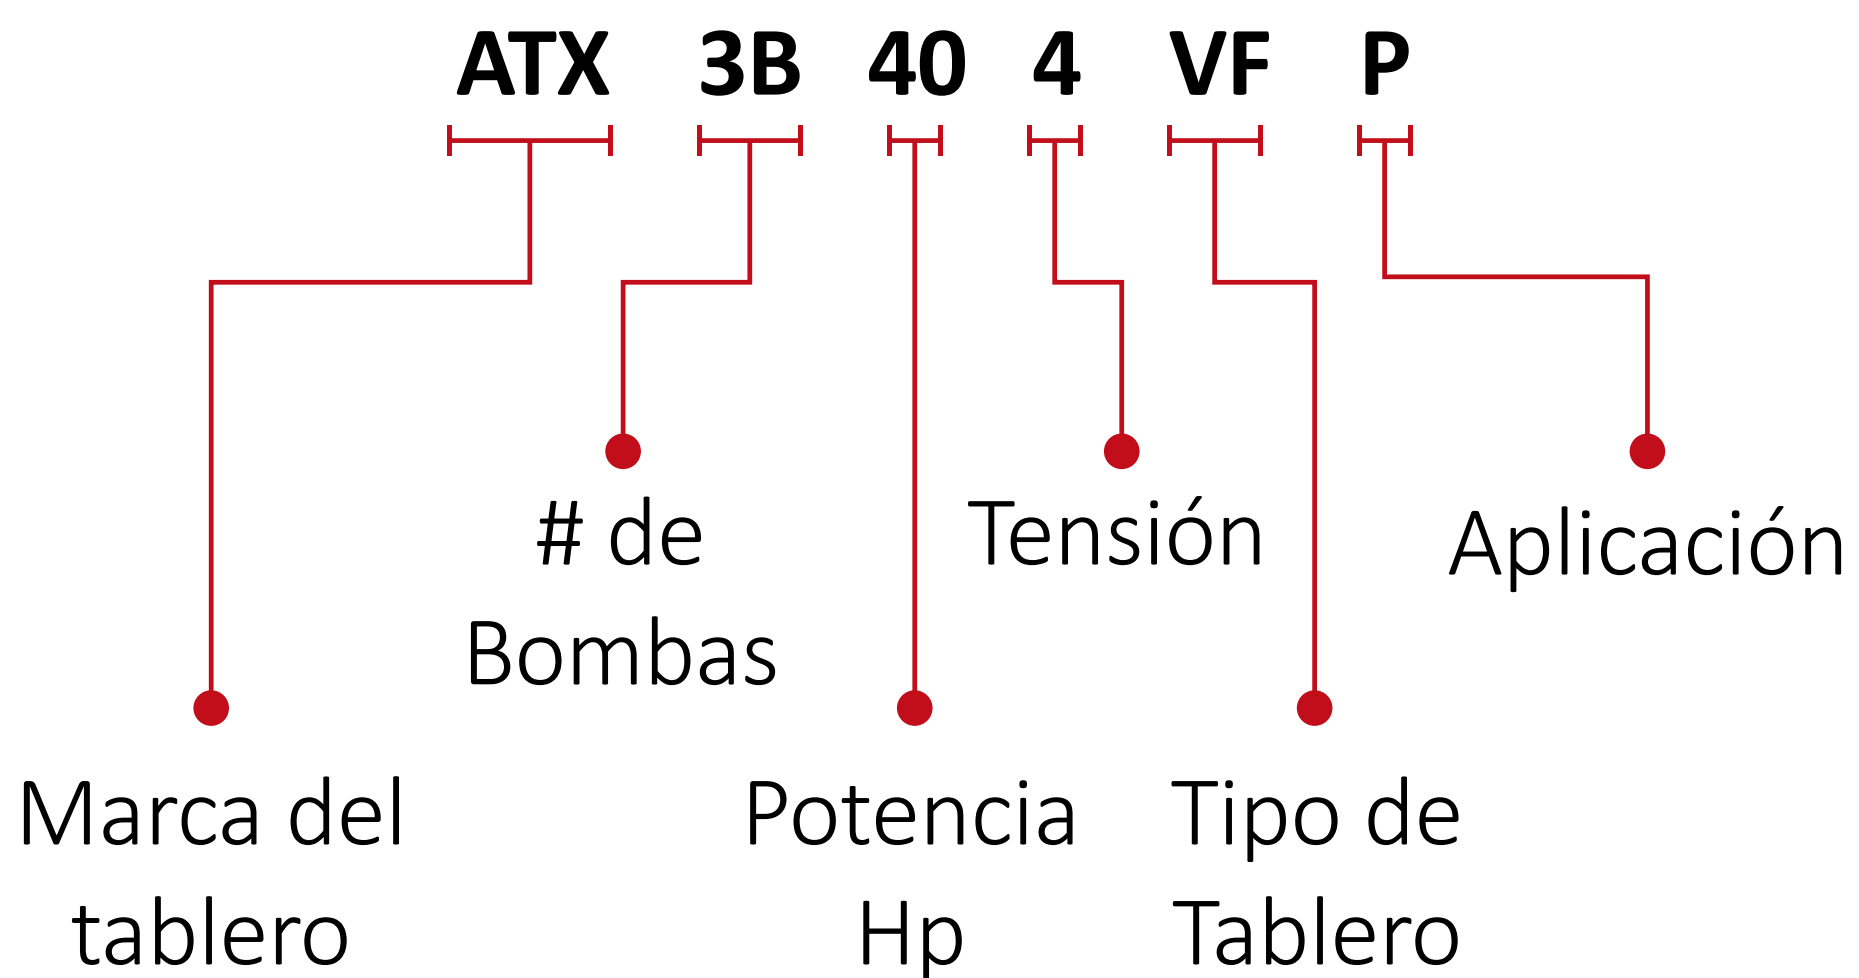 ATX 3B 40 4 VF P
# de
Bombas
Tensión
Aplicación
Marca del
tablero
Potencia
Hp
Tipo de
Tablero